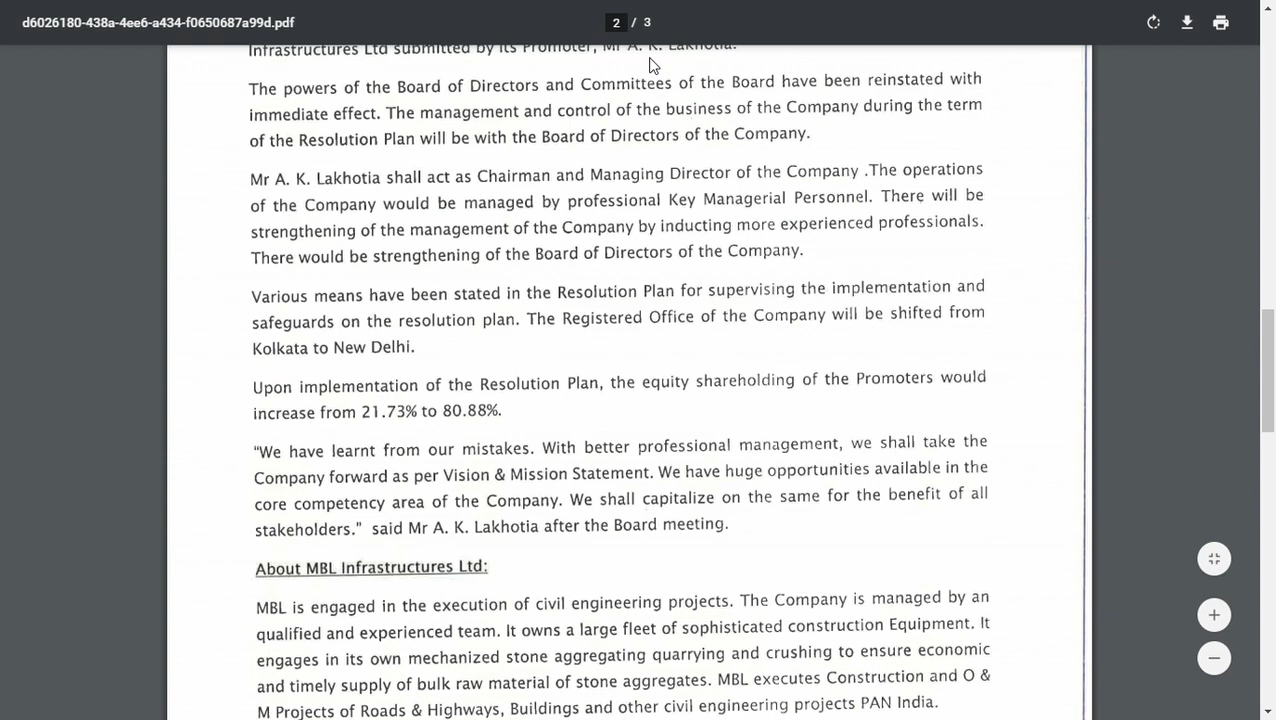 d6026180-438a-4ee6-a434-f0650687a99d.pdf
2 / 3
Infrastructures Ltd submitted by its Promoter, Mr A. K. Lakhotia.
The powers of the Board of Directors and Committees of the Board have been reinstated with
immediate effect. The management and control of the business of the Company during the term
of the Resolution Plan will be with the Board of Directors of the Company.
Mr A. K. Lakhotia shall act as Chairman and Managing Director of the Company .The operations
of the Company would be managed by professional Key Managerial Personnel. There will be
strengthening of the management of the Company by inducting more experienced professionals.
There would be strengthening of the Board of Directors of the Company.
Various means have been stated in the Resolution Plan for supervising the implementation and
safeguards on the resolution plan. The Registered Office of the Company will be shifted from
Kolkata to New Delhi.
Upon implementation of the Resolution Plan, the equity shareholding of the Promoters would
increase from 21.73% to 80.88%.
"We have learnt from our mistakes. With better professional management, we shall take the
Company forward as per Vision & Mission Statement. We have huge opportunities available in the
core competency area of the Company. We shall capitalize on the same for the benefit of all
stakeholders." said Mr A. K. Lakhotia after the Board meeting.
About MBL Infrastructures Ltd:
MBL is engaged in the execution of civil engineering projects. The Company is managed by an
qualified and experienced team. It owns a large fleet of sophisticated construction Equipment. It
engages in its own mechanized stone aggregating quarrying and crushing to ensure economic
and timely supply of bulk raw material of stone aggregates. MBL executes Construction and O &
M Projects of Roads & Highways, Buildings and other civil engineering projects PAN India.